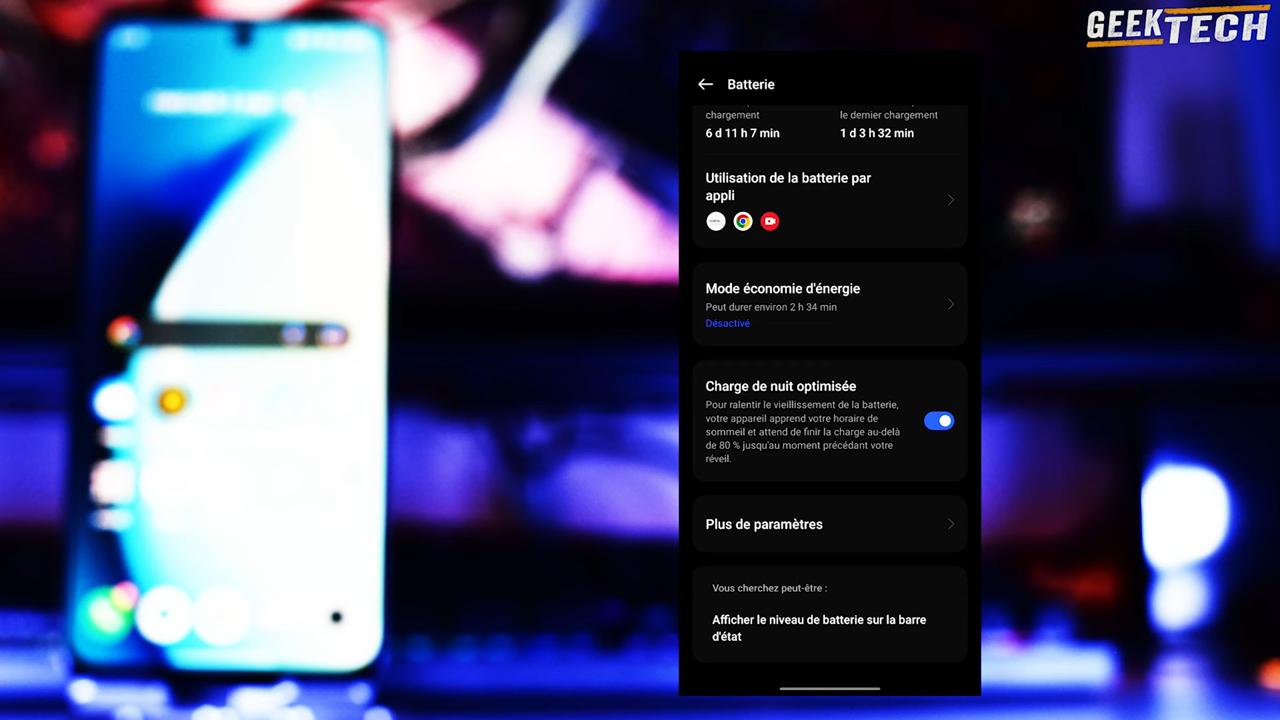 GEEKTECH
Batterie
chargement
le dernier chargement
6 d 11 h 7 min
1 d 3 h 32 min
Utilisation de la batterie par
appli
Mode économie d'énergie
Peut durer environ 2 h 34 min
Désactivé
Charge de nuit optimisée
Pour ralentir le vieillissement de la batterie,
votre appareil apprend votre horaire de
sommeil et attend de finir la charge au-delà
de 80 % jusqu'au moment précédant votre
réveil.
Plus de paramètres
Vous cherchez peut-être :
Afficher le niveau de batterie sur la barre
d'état